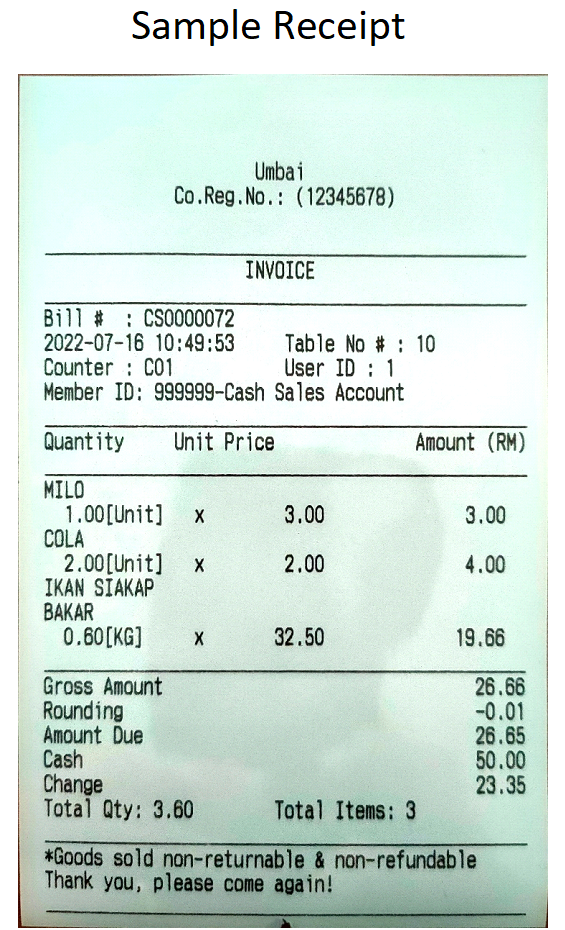 Sample Receipt
Umbai
Co.Reg.No.: (12345678)
INVOICE
Bill # : CS0000072
2022-07-16 10:49:53 Table No # : 10
Counter : C01 User ID : 1
Member ID: 999999-Cash Sales Account
Quantity Unit Price Amount (RM)
MILO
1.00[Unit] x 3.00 3.00
COLA
2.00[Unit] x 2.00 4.00
IKAN SIAKAP
BAKAR
0.60[KG] x 32.50 19.66
Gross Amount 26.66
Rounding -0.01
Amount Due 26.65
Cash 50.00
Change 23.35
Total Qty: 3.60 Total Items: 3
*Goods sold non-returnable & non-refundable
Thank you, please come again!